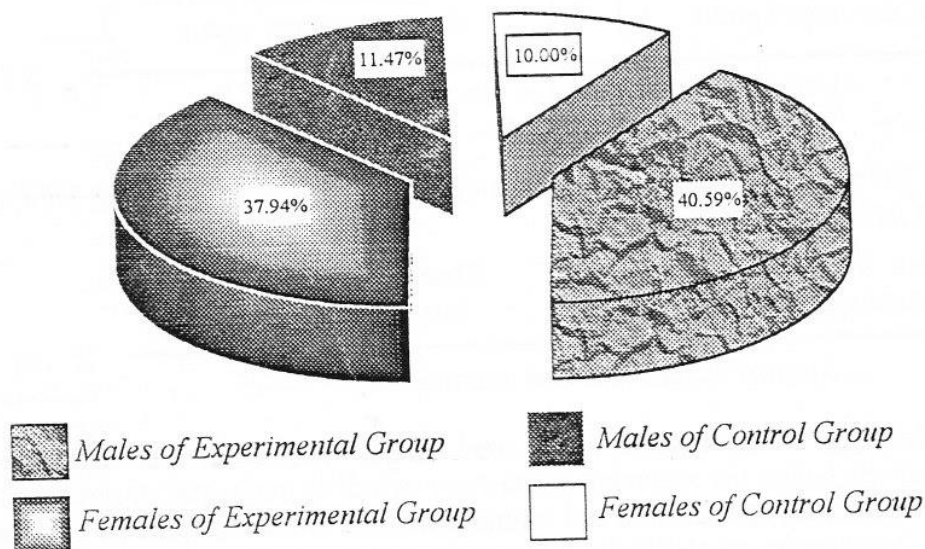 11.47%
10.00%
37.94%
40.59%
Males of Experimental Group
Males of Control Group
Females of Experimental Group
Females of Control Group